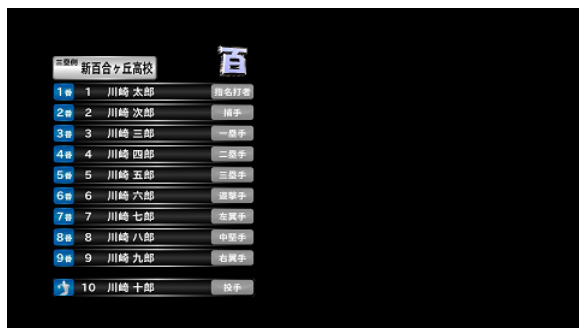 三塁側 新百合ヶ丘高校 百
1番 1 川崎 太郎 指名打者
2番 2 川崎 次郎 捕手
3番 3 川崎 三郎 一塁手
4番 4 川崎 四郎 二塁手
5番 5 川崎 五郎 三塁手
6番 6 川崎 六郎 遊撃手
7番 7 川崎 七郎 左翼手
8番 8 川崎 八郎 中堅手
9番 9 川崎 九郎 右翼手
10 川崎 十郎 投手